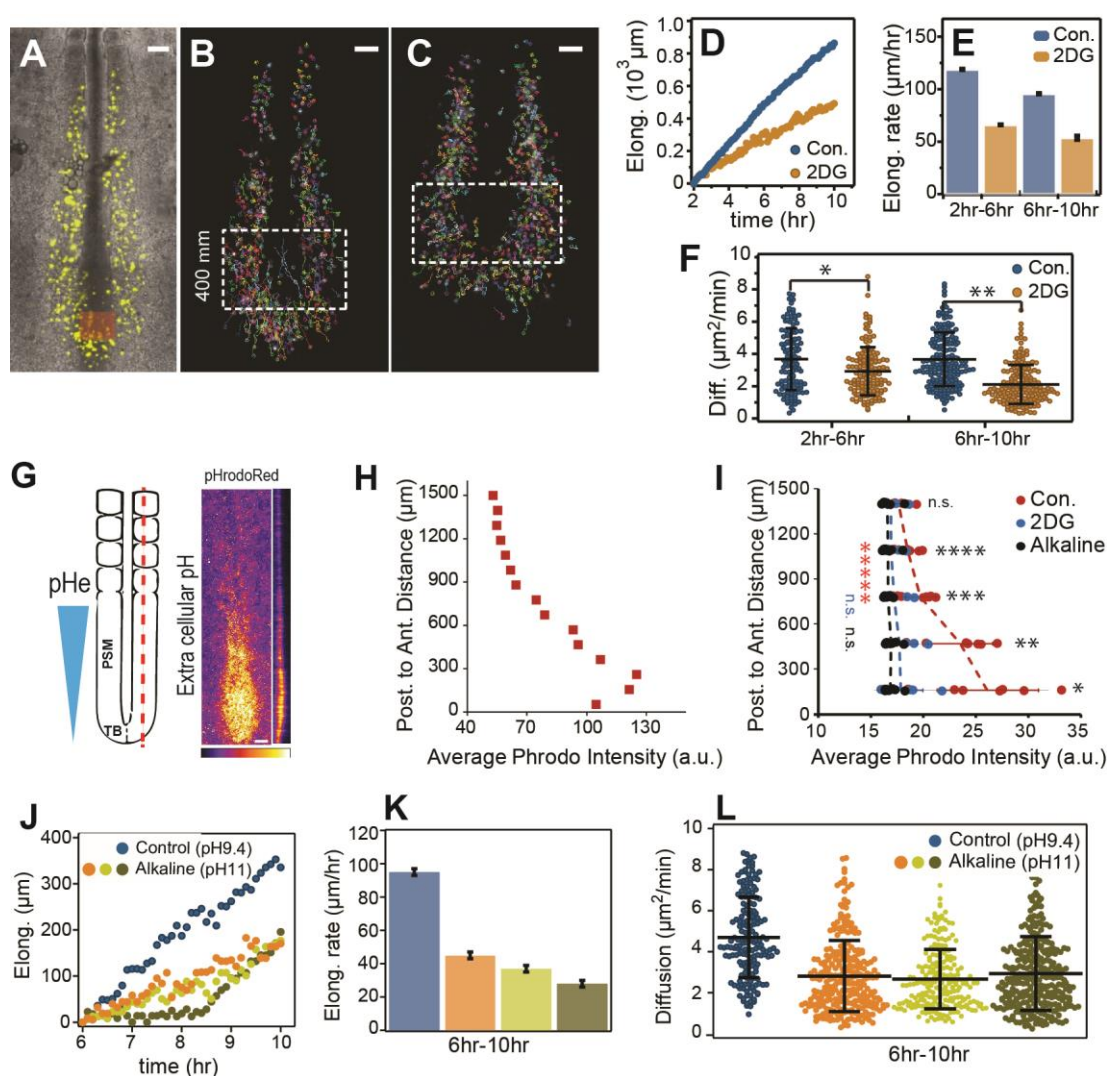 A
B
C
400 mm
D
Elong. (10³ µm)
1.0
0.8
0.6
0.4
0.2
0
2 4 6 8 10
time (hr)
Con.
2DG
E
Elong. rate (µm/hr)
150
100
50
0
2hr-6hr 6hr-10hr
Con.
2DG
F
Diff. (µm²/min)
10
8
6
4
2
0
* **
Con.
2DG
2hr-6hr 6hr-10hr
G
pHe
PSM
TB
pHrodoRed
Extra cellular pH
H
Post. to Ant. Distance (µm)
1500
1200
900
600
300
0
40 70 100 130
Average Phrodo Intensity (a.u.)
I
Post. to Ant. Distance (µm)
1500
1200
900
600
300
0
10 15 20 25 30 35
Average Phrodo Intensity (a.u.)
Con.
2DG
Alkaline
n.s.
****
***
**
*
*****
n.s.
n.s.
J
Elong. (µm)
400
300
200
100
0
6 7 8 9 10
time (hr)
Control (pH9.4)
Alkaline (pH11)
K
Elong. rate (µm/hr)
120
100
80
60
40
20
0
6hr-10hr
L
Diffusion (µm²/min)
10
8
6
4
2
0
Control (pH9.4)
Alkaline (pH11)
6hr-10hr